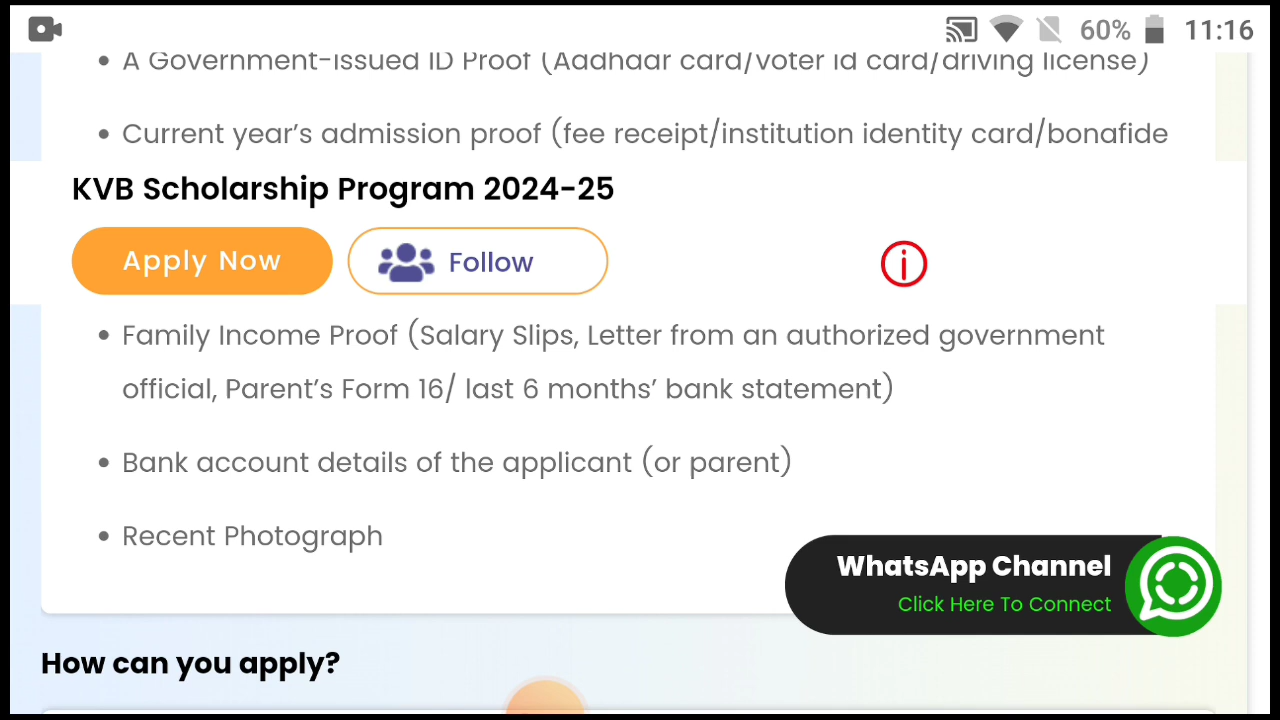 60% 11:16
• A Government-issued ID Proof (Aadhaar card/voter id card/driving license)
• Current year’s admission proof (fee receipt/institution identity card/bonafide
KVB Scholarship Program 2024-25
Apply Now Follow
• Family Income Proof (Salary Slips, Letter from an authorized government
official, Parent’s Form 16/ last 6 months’ bank statement)
• Bank account details of the applicant (or parent)
• Recent Photograph
WhatsApp Channel
Click Here To Connect
How can you apply?